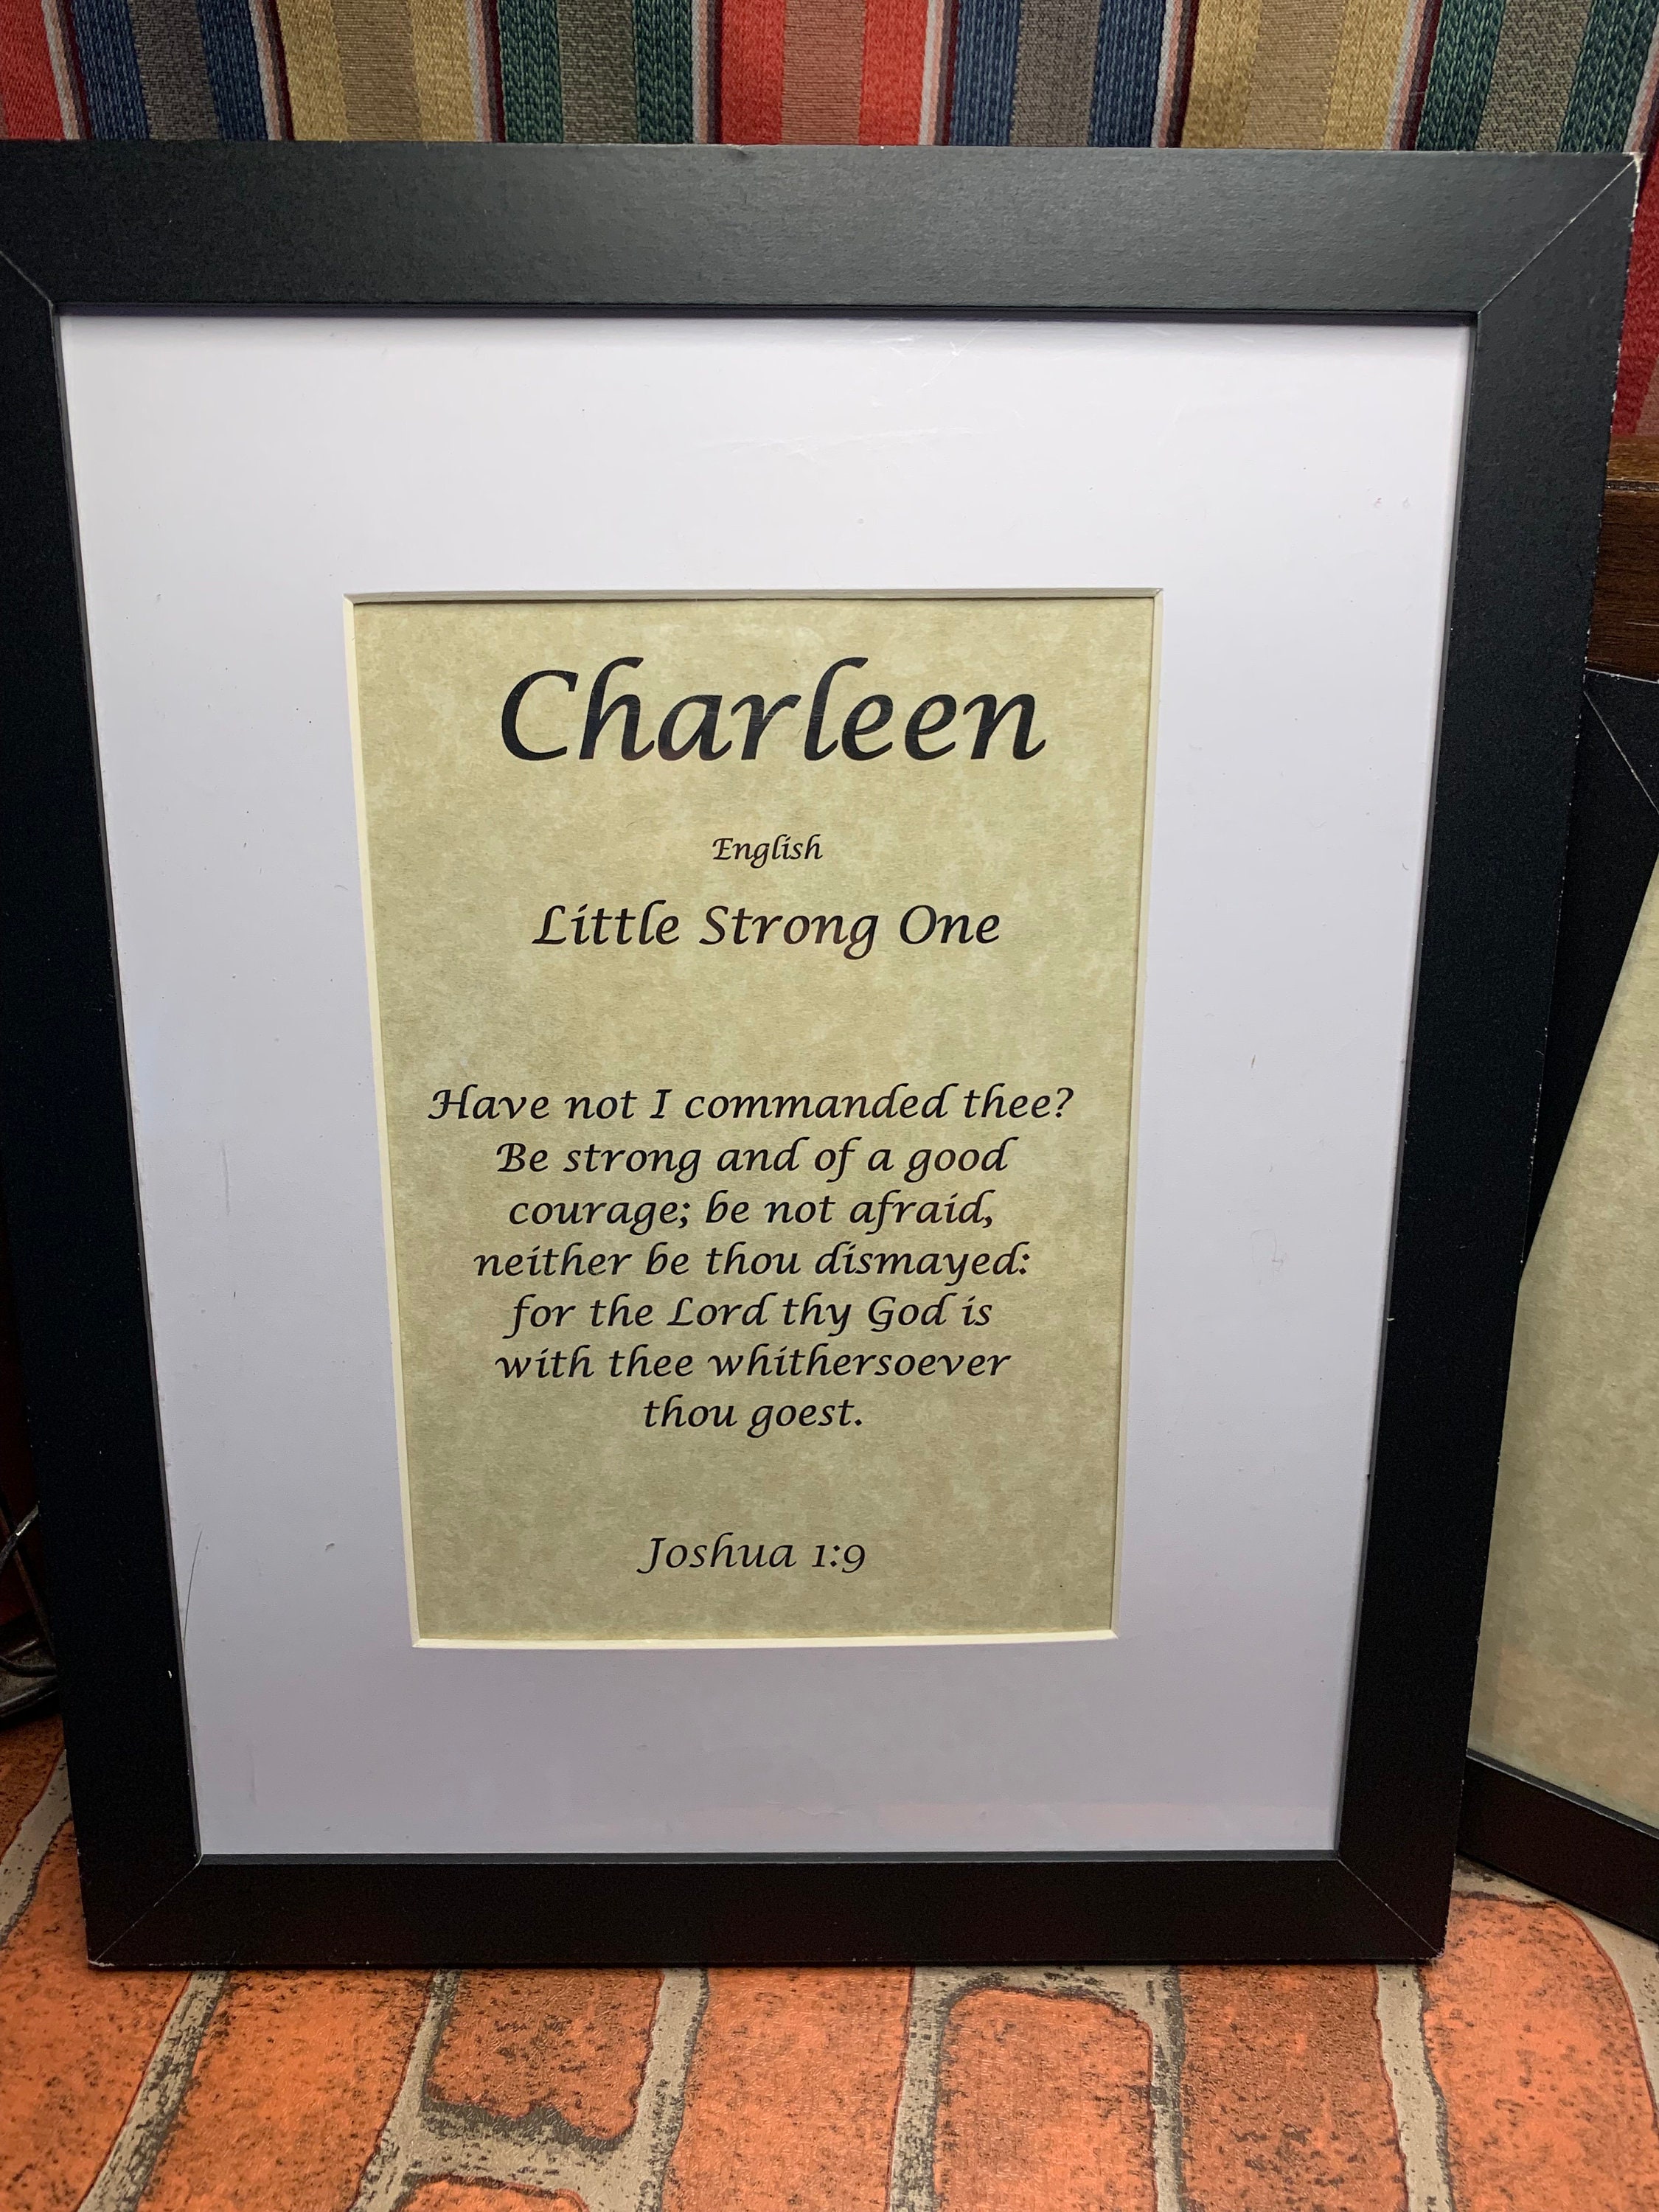 Charleen
English
Little Strong One
Have not I commanded thee?
Be strong and of a good
courage; be not afraid,
neither be thou dismayed:
for the Lord thy God is
with thee whithersoever
thou goest.
Joshua 1:9